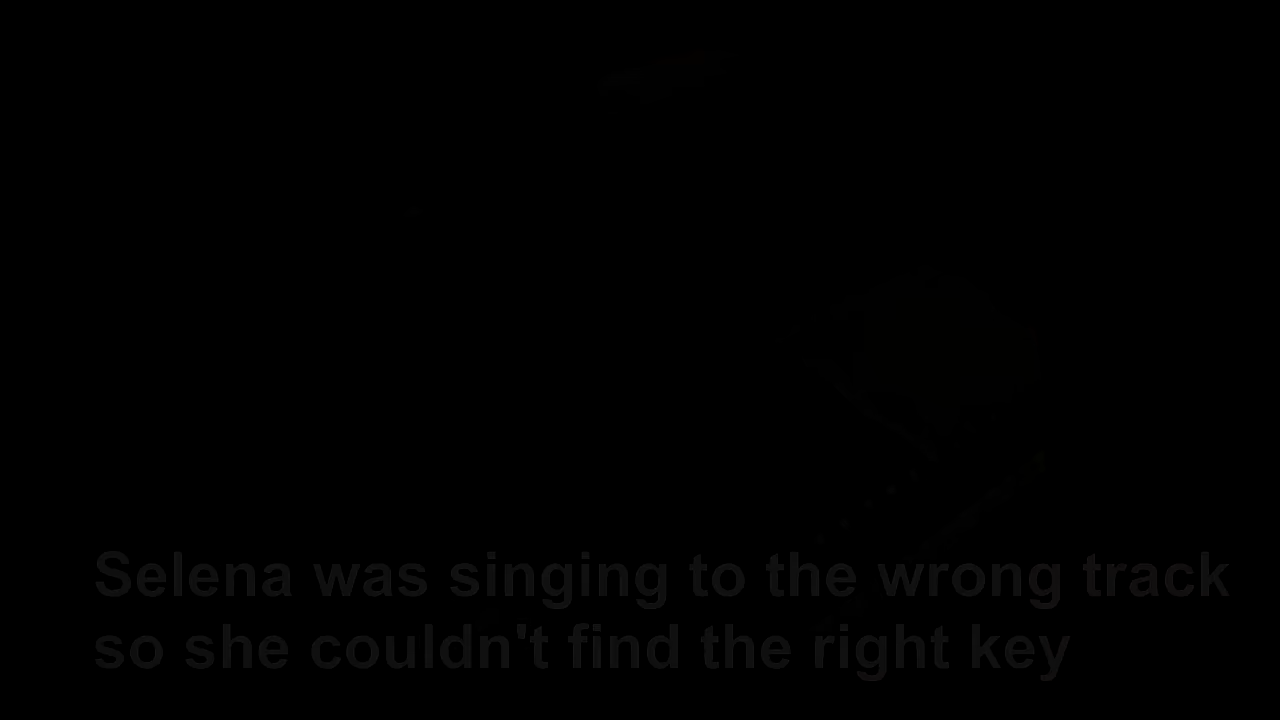 Selena was singing to the wrong track
so she couldn't find the right key